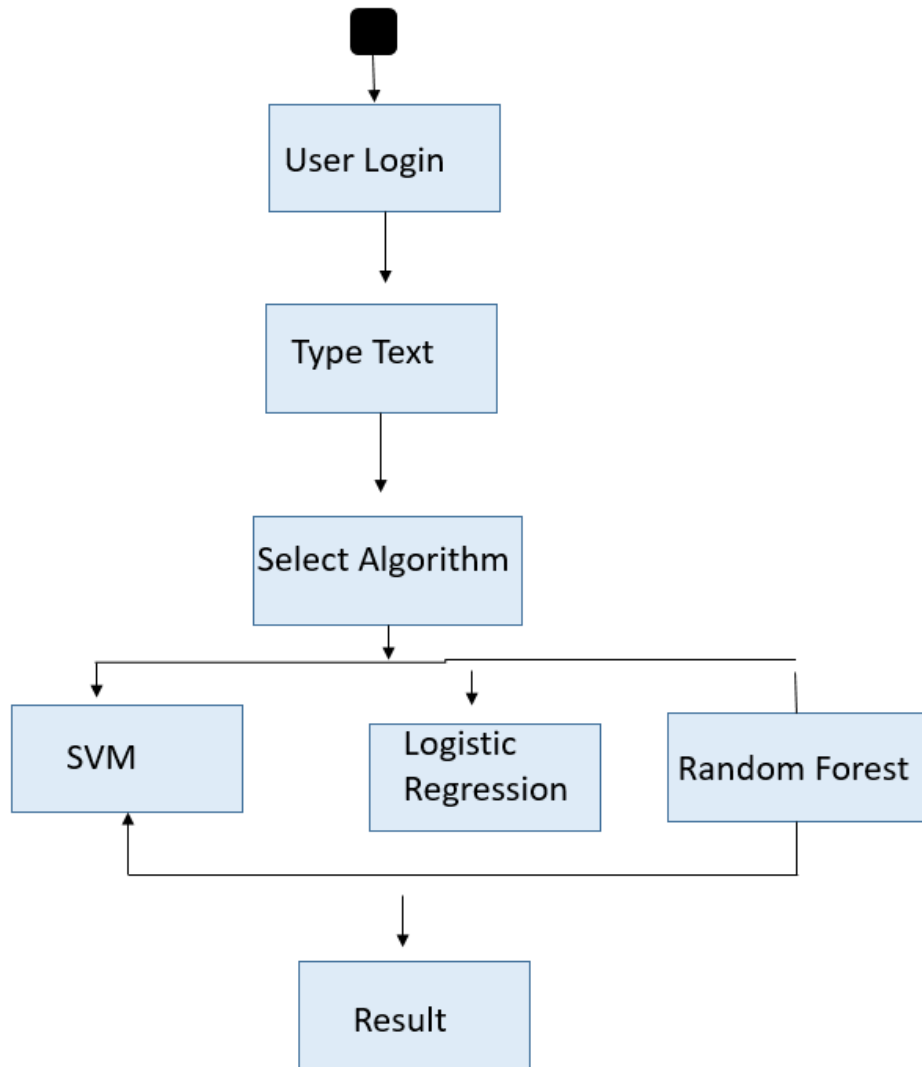 User Login
Type Text
Select Algorithm
SVM
Logistic
Regression
Random Forest
Result